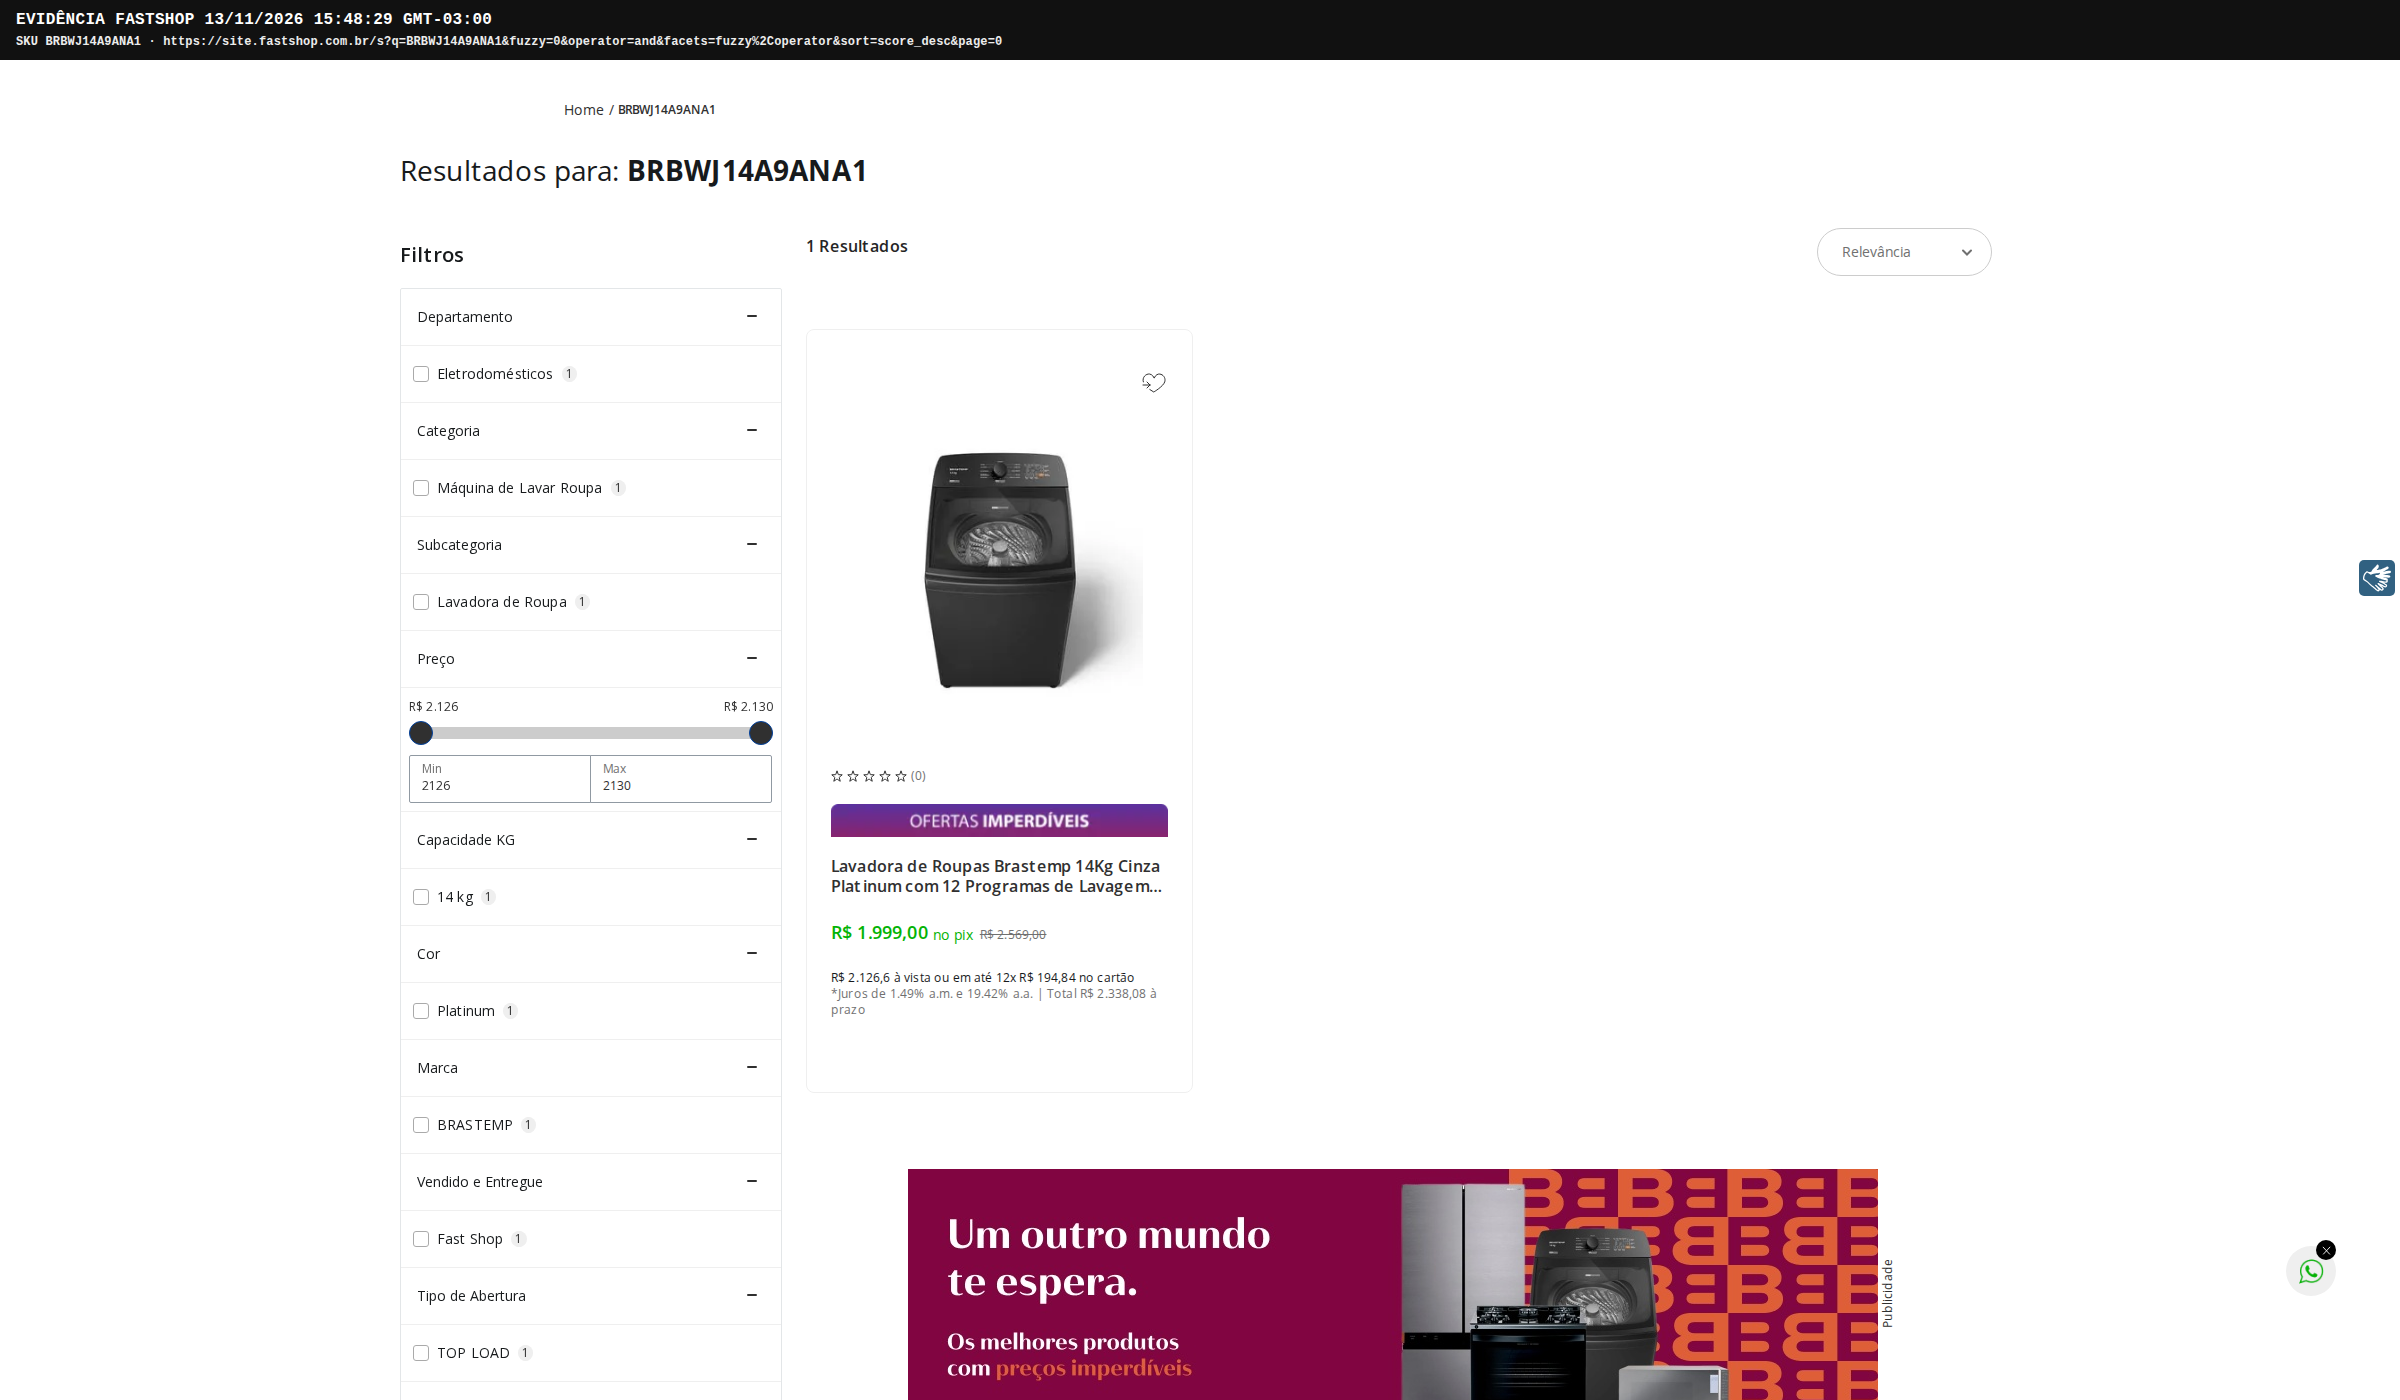 EVIDÊNCIA FASTSHOP 13/11/2026 15:48:29 GMT-03:00
SKU BRBWJ14A9ANA1 · https://site.fastshop.com.br/s?q=BRBWJ14A9ANA1&fuzzy=0&operator=and&facets=fuzzy%2Coperator&sort=score_desc&page=0
Home / BRBWJ14A9ANA1
Resultados para: BRBWJ14A9ANA1
Filtros
1 Resultados
Relevância
Departamento
Eletrodomésticos 1
Categoria
Máquina de Lavar Roupa 1
Subcategoria
Lavadora de Roupa 1
Preço
R$ 2.126 R$ 2.130
Min Max
2126 2130
Capacidade KG
14 kg 1
Cor
Platinum 1
Marca
BRASTEMP 1
Vendido e Entregue
Fast Shop 1
Tipo de Abertura
TOP LOAD 1
(0)
OFERTAS IMPERDÍVEIS
Lavadora de Roupas Brastemp 14Kg Cinza
Platinum com 12 Programas de Lavagem...
R$ 1.999,00 no pix R$ 2.569,00
R$ 2.126,6 à vista ou em até 12x R$ 194,84 no cartão
*Juros de 1.49% a.m. e 19.42% a.a. | Total R$ 2.338,08 à
prazo
Um outro mundo
te espera.
Os melhores produtos
com preços imperdíveis
Publicidade